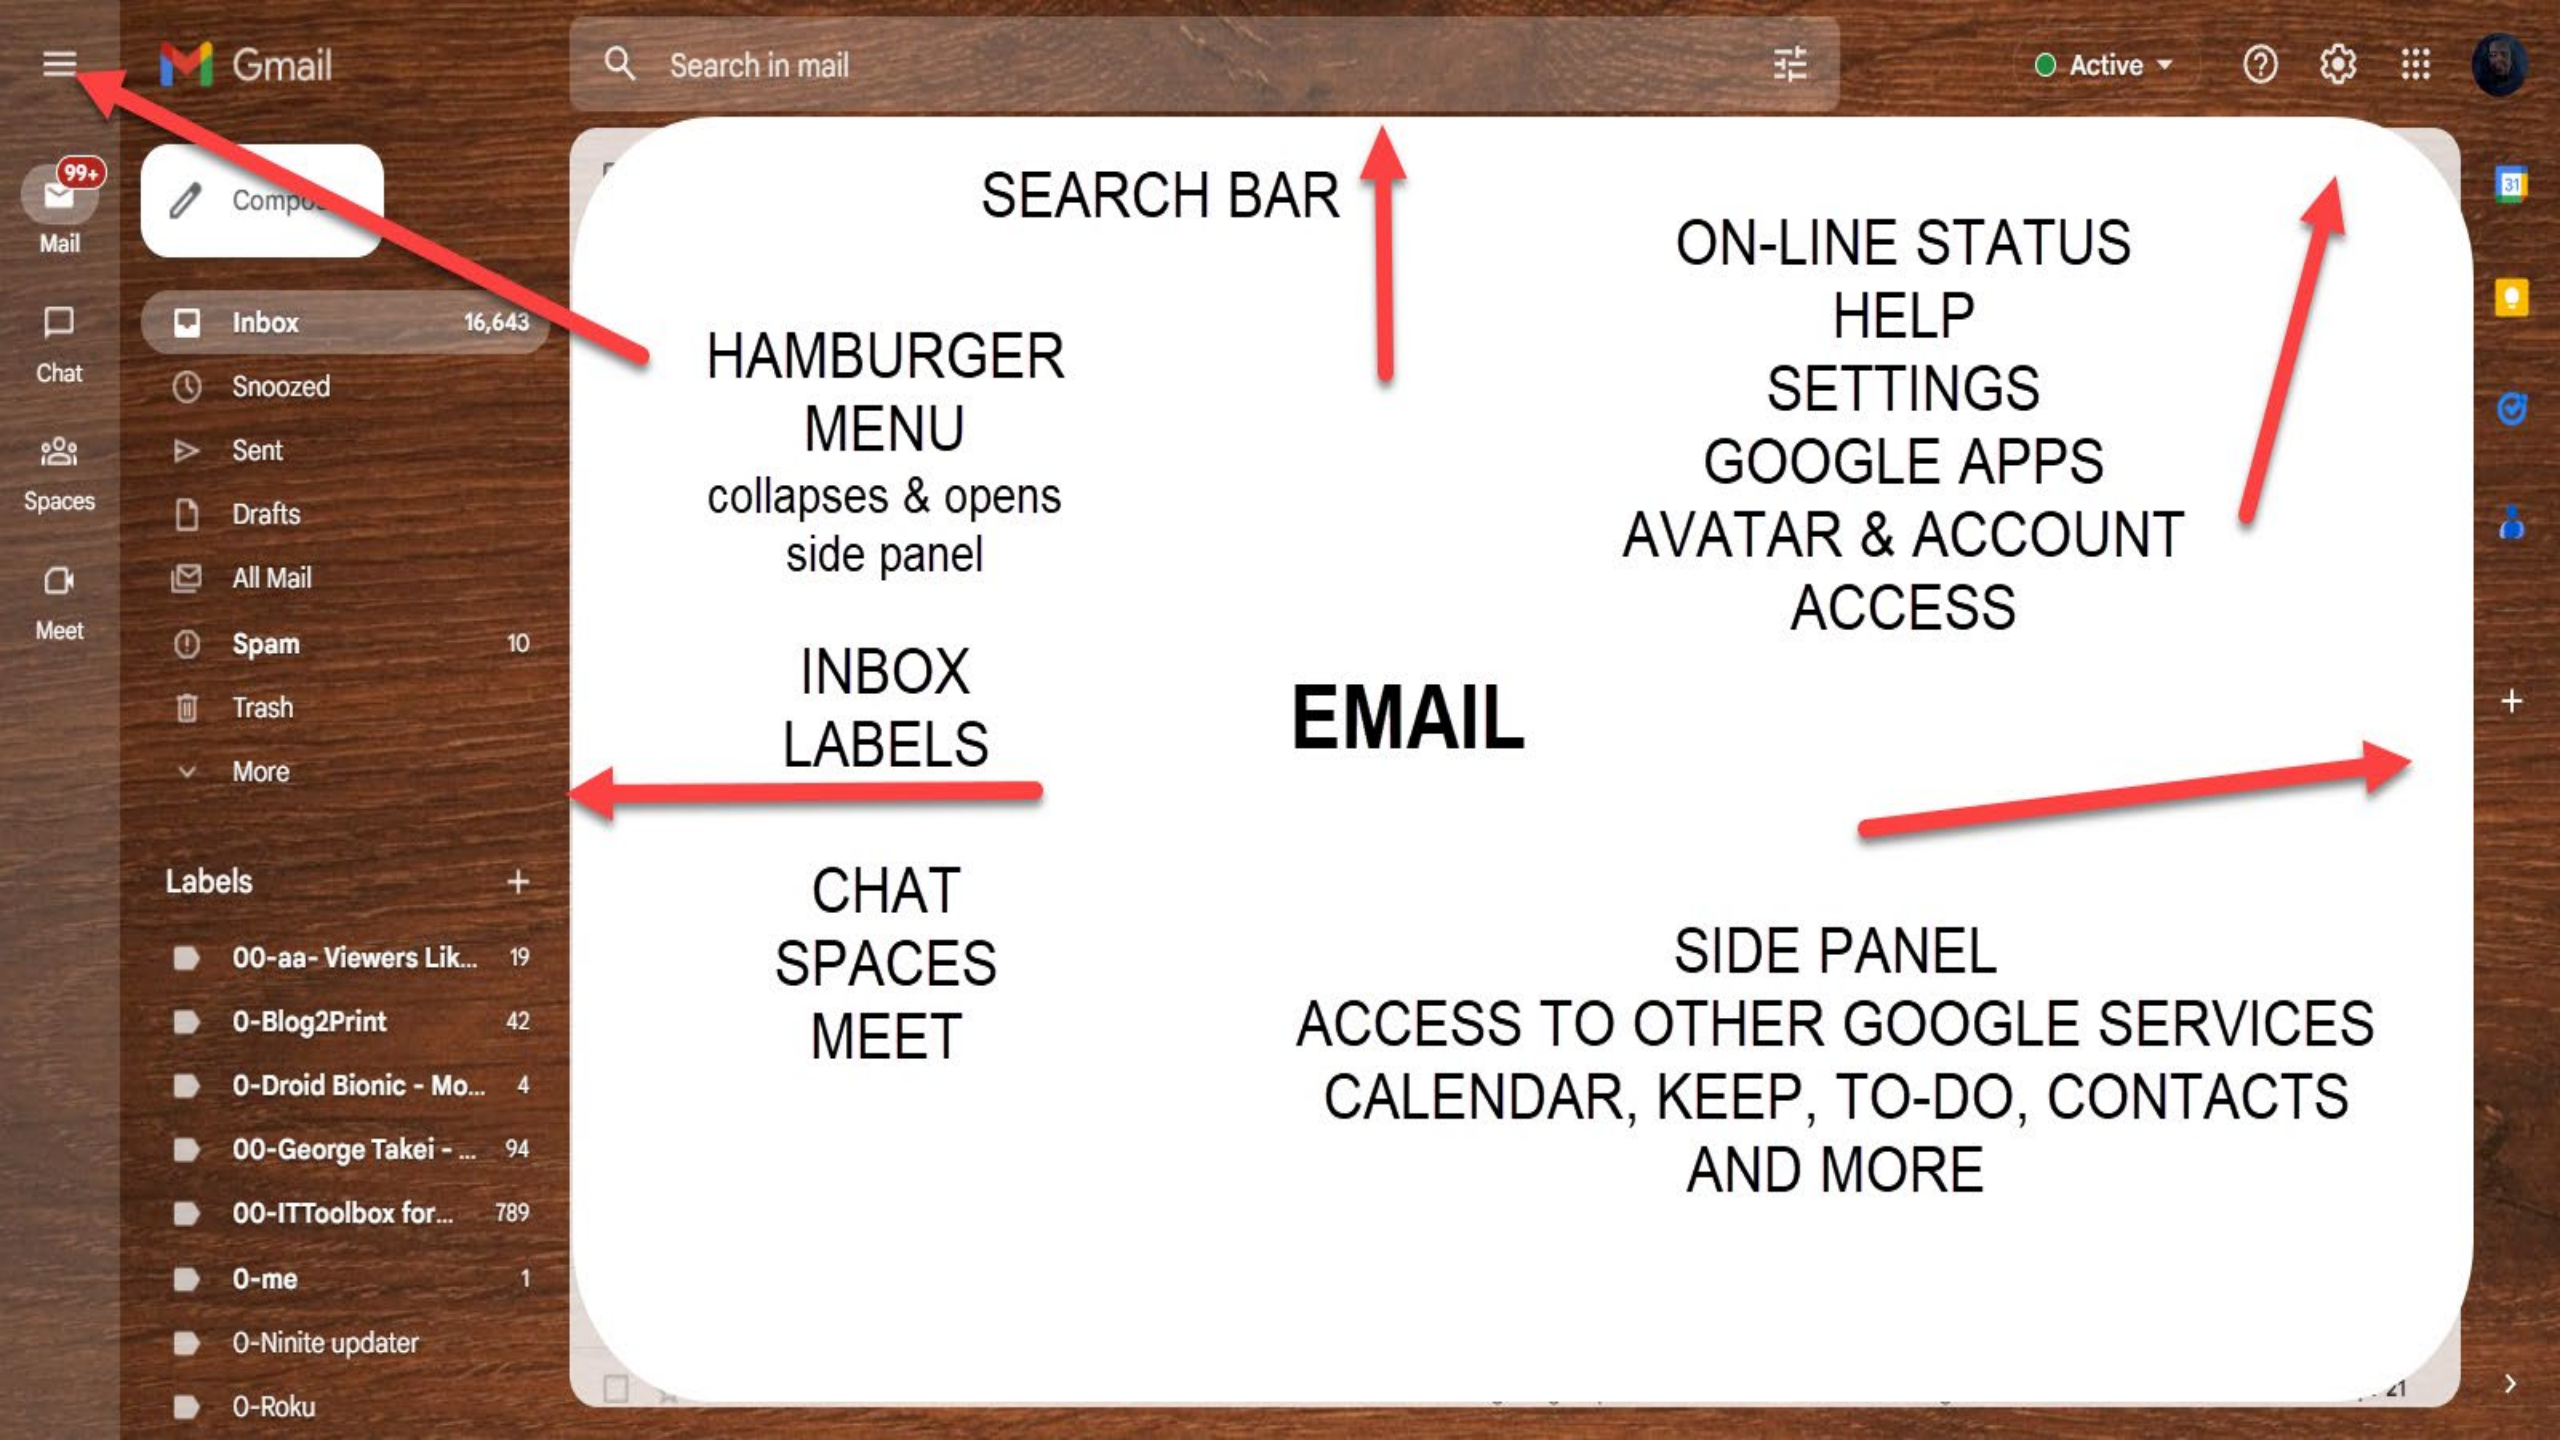 Gmail
Search in mail
Active
99+
Mail
Chat
Spaces
Meet
Inbox 16,643
Snoozed
Sent
Drafts
All Mail
Spam 10
Trash
More
Labels
00-aa- Viewers Lik... 19
0-Blog2Print 42
0-Droid Bionic - Mo... 4
00-George Takei - ... 94
00-ITToolbox for... 789
0-me 1
0-Ninite updater
0-Roku
SEARCH BAR
HAMBURGER
MENU
collapses & opens
side panel
INBOX
LABELS
CHAT
SPACES
MEET
ON-LINE STATUS
HELP
SETTINGS
GOOGLE APPS
AVATAR & ACCOUNT
ACCESS
EMAIL
SIDE PANEL
ACCESS TO OTHER GOOGLE SERVICES
CALENDAR, KEEP, TO-DO, CONTACTS
AND MORE
31
21